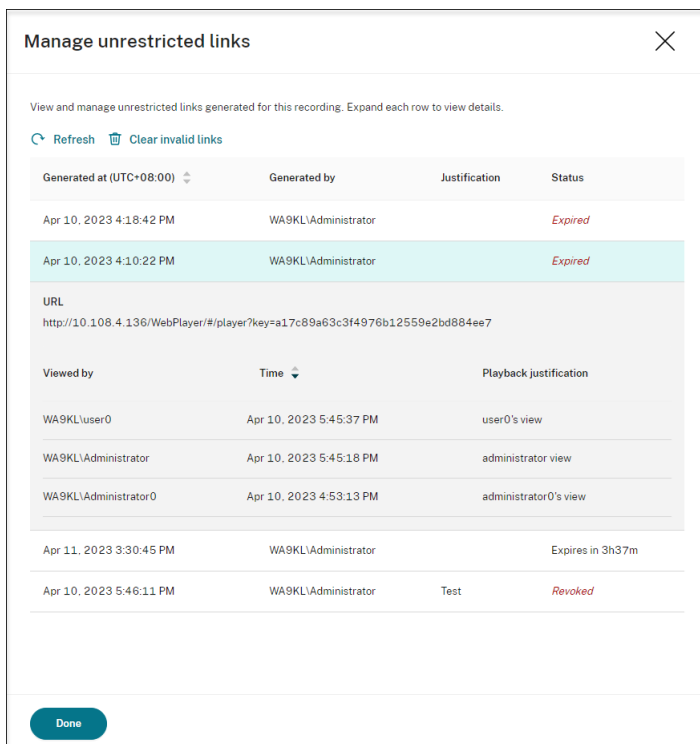 Manage unrestricted links
View and manage unrestricted links generated for this recording. Expand each row to view details.
Refresh Clear invalid links
Generated at (UTC+08:00) Generated by Justification Status
Apr 10, 2023 4:18:42 PM WA9KL\Administrator Expired
Apr 10, 2023 4:10:22 PM WA9KL\Administrator Expired
URL
http://10.108.4.136/WebPlayer/#/player?key=a17c89a63c3f4976b12559e2bd884ee7
Viewed by Time Playback justification
WA9KL\user0 Apr 10, 2023 5:45:37 PM user0's view
WA9KL\Administrator Apr 10, 2023 5:45:18 PM administrator view
WA9KL\Administrator0 Apr 10, 2023 4:53:13 PM administrator0's view
Apr 11, 2023 3:30:45 PM WA9KL\Administrator Expires in 3h37m
Apr 10, 2023 5:46:11 PM WA9KL\Administrator Test Revoked
Done